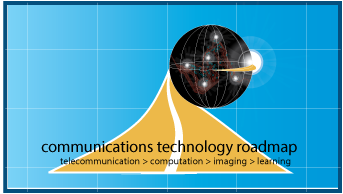 communications technology roadmap
telecommunication > computation > imaging > learning